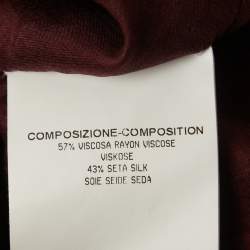 COMPOSIZIONE-COMPOSITION
57% VISCOSA RAYON VISCOSE
VISKOSE
43% SETA SILK
SOIE SEIDE SEDA